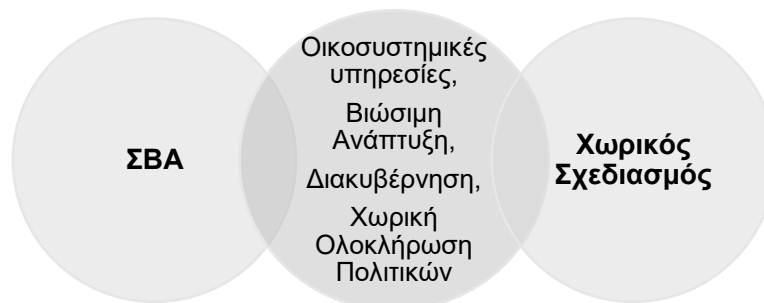 ΣΒΑ
Οικοσυστημικές
υπηρεσίες,
Βιώσιμη
Ανάπτυξη,
Διακυβέρνηση,
Χωρική
Ολοκλήρωση
Πολιτικών
Χωρικός
Σχεδιασμός